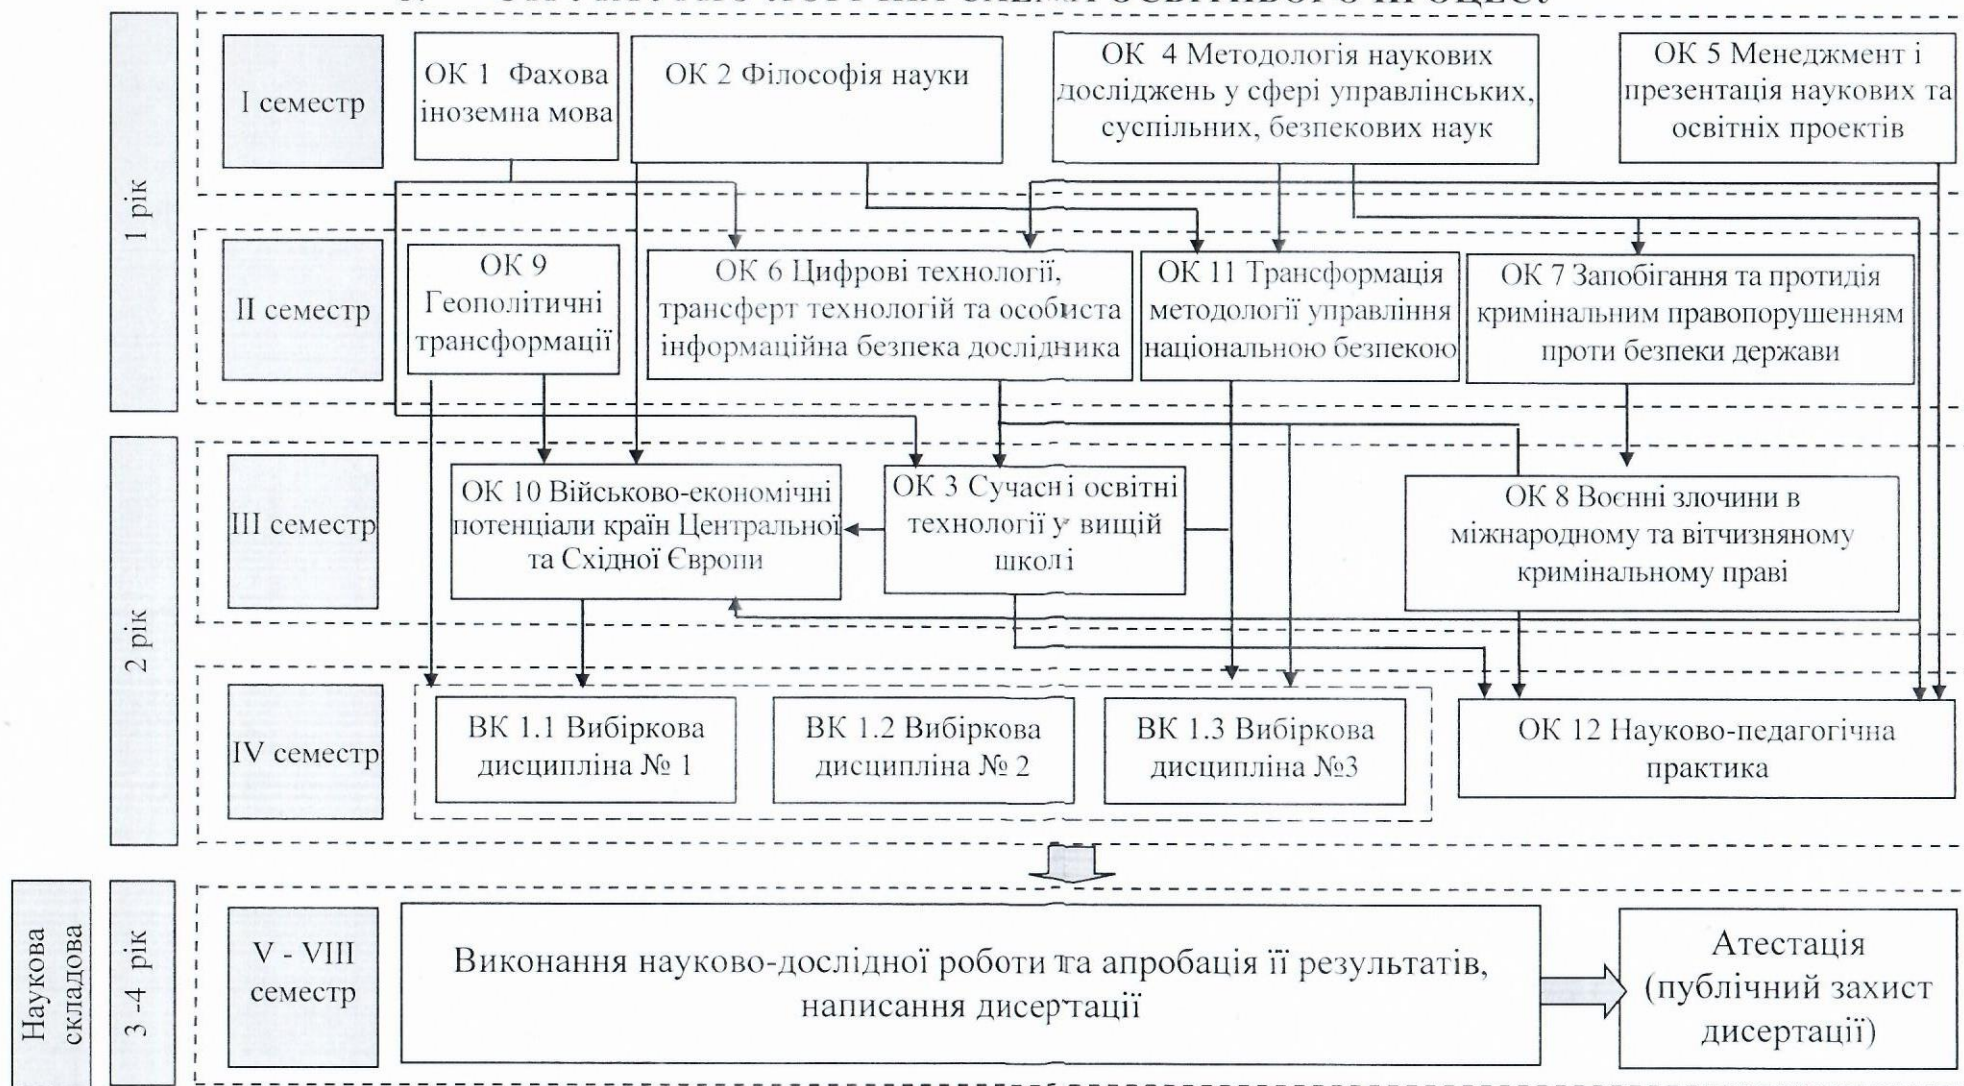 1 рік
І семестр
ОК 1 Фахова
іноземна мова
ОК 2 Філософія науки
ОК 4 Методологія наукових
досліджень у сфері управлінських,
суспільних, безпекових наук
ОК 5 Менеджмент і
презентація наукових та
освітніх проектів
ІІ семестр
ОК 9
Геополітичні
трансформації
ОК 6 Цифрові технології,
трансферт технологій та особиста
інформаційна безпека дослідника
ОК 11 Трансформація
методології управління
національною безпекою
ОК 7 Запобігання та протидія
кримінальним правопорушенням
проти безпеки держави
2 рік
ІІІ семестр
ОК 10 Військово-економічні
потенціали країн Центральної
та Східної Європи
ОК 3 Сучасні освітні
технології у вищій
школі
ОК 8 Воєнні злочини в
міжнародному та вітчизняному
кримінальному праві
IV семестр
ВК 1.1 Вибіркова
дисципліна № 1
ВК 1.2 Вибіркова
дисципліна № 2
ВК 1.3 Вибіркова
дисципліна №3
ОК 12 Науково-педагогічна
практика
Наукова
складова
3 -4 рік
V - VIII
семестр
Виконання науково-дослідної роботи та апробація її результатів,
написання дисертації
Атестація
(публічний захист
дисертації)